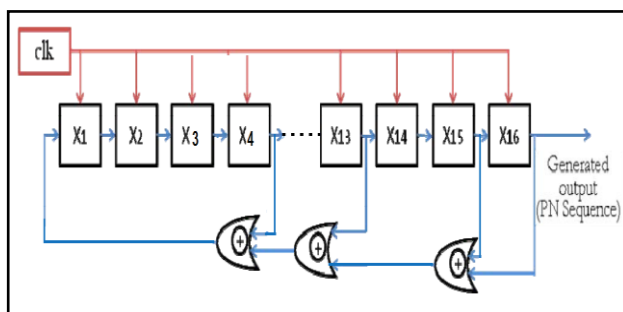 clk
X1 X2 X3 X4 X13 X14 X15 X16
Generated
output
(PN Sequence)
+ + +